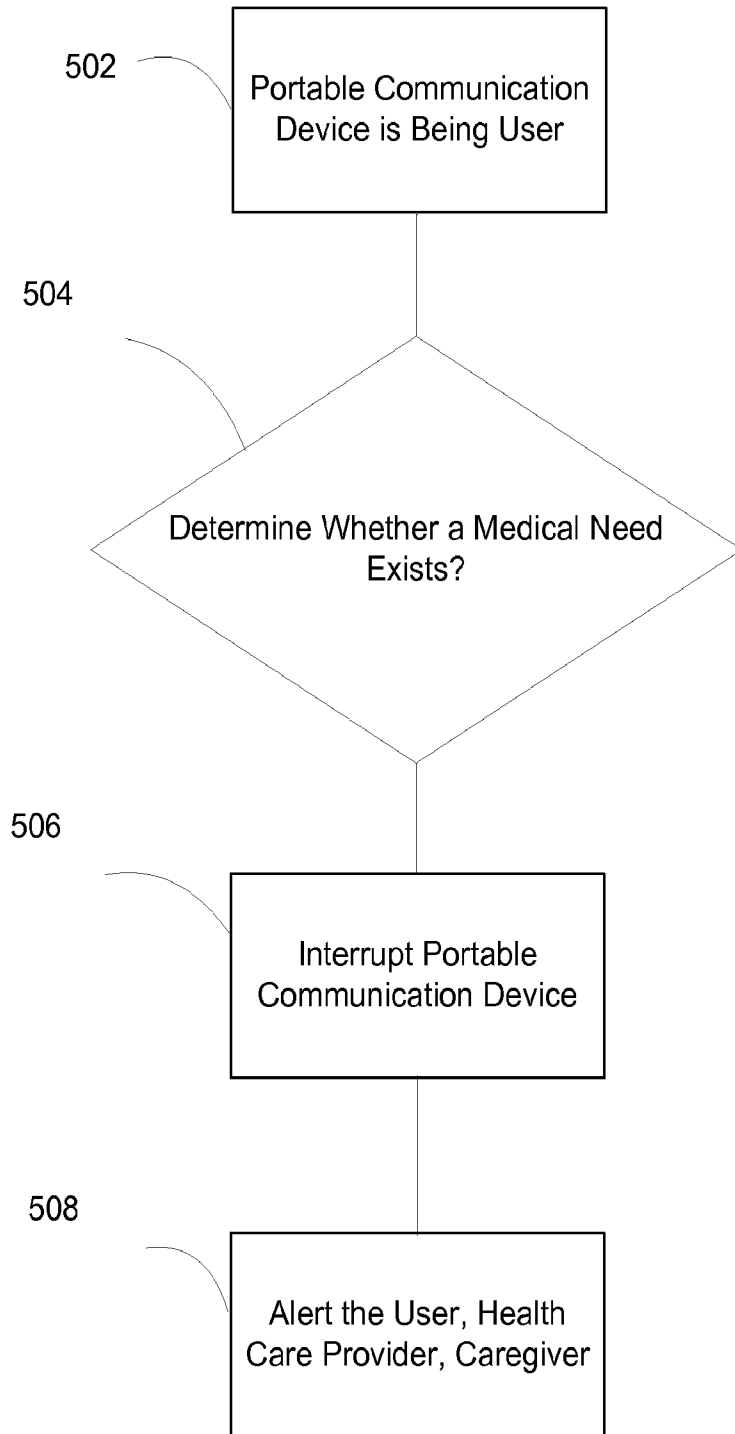 502
Portable Communication
Device is Being User
504
Determine Whether a Medical Need
Exists?
506
Interrupt Portable
Communication Device
508
Alert the User, Health
Care Provider, Caregiver